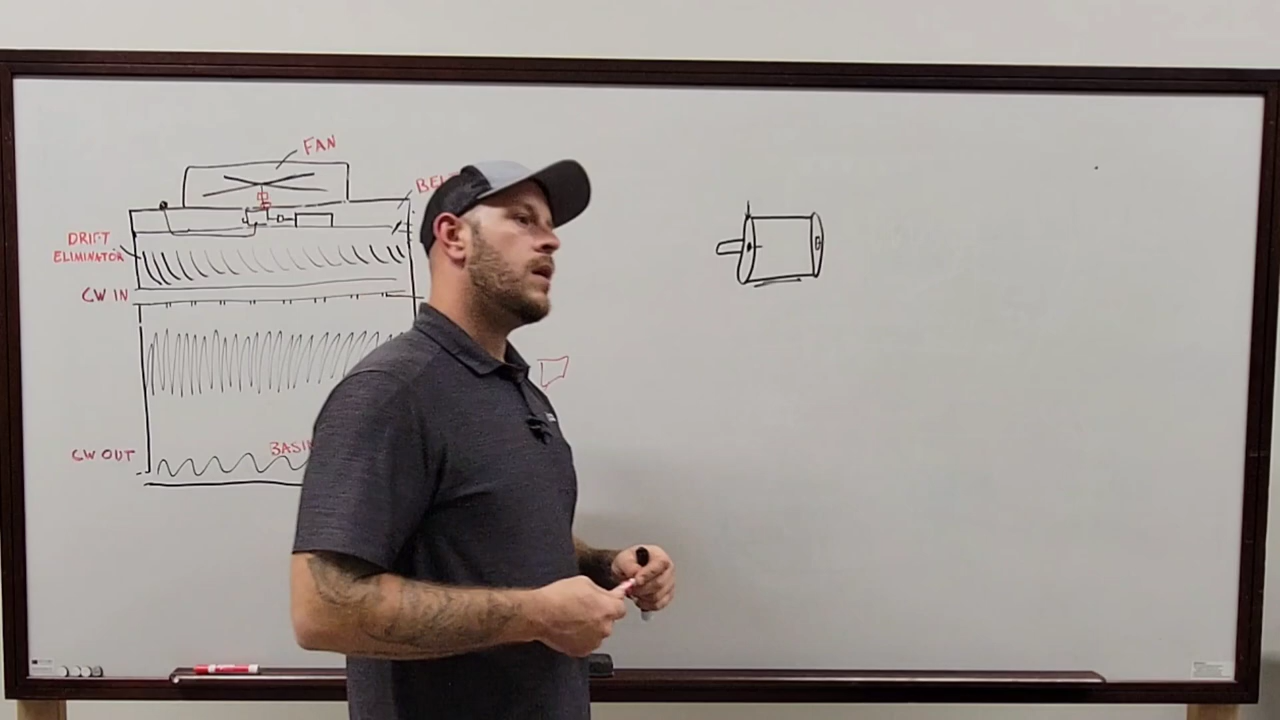 FAN
DRIFT
ELIMINATOR
CW IN
CW OUT